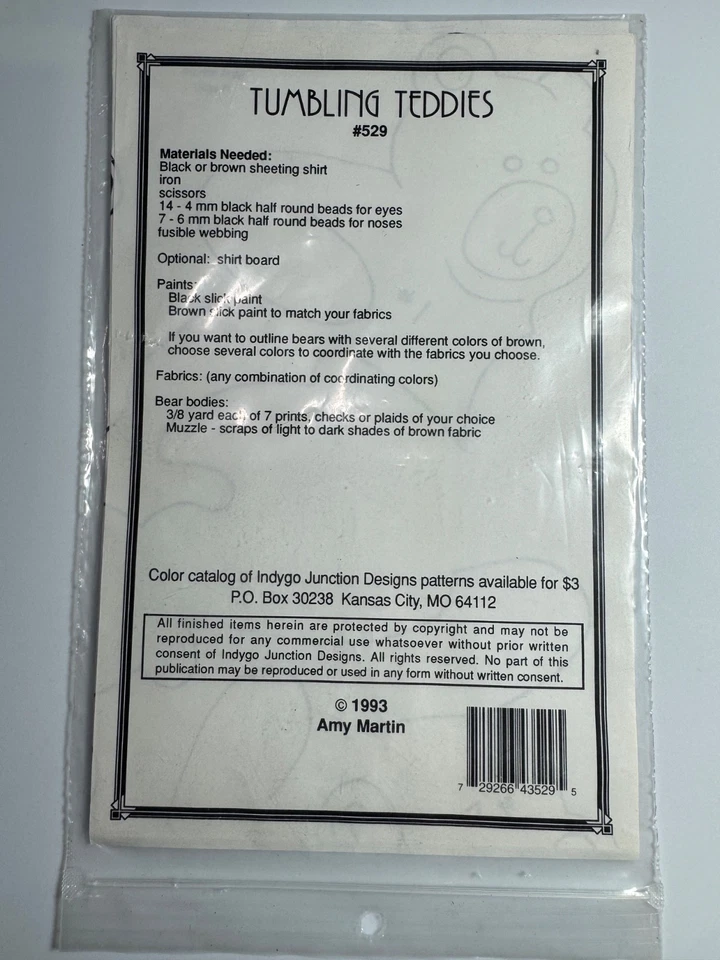 TUMBLING TEDDIES
#529
Materials Needed:
Black or brown sheeting shirt
iron
scissors
14 - 4 mm black half round beads for eyes
7 - 6 mm black half round beads for noses
fusible webbing
Optional: shirt board
Paints:
Black slick paint
Brown slick paint to match your fabrics
If you want to outline bears with several different colors of brown,
choose several colors to coordinate with the fabrics you choose.
Fabrics: (any combination of coordinating colors)
Bear bodies:
3/8 yard each of 7 prints, checks or plaids of your choice
Muzzle - scraps of light to dark shades of brown fabric
Color catalog of Indygo Junction Designs patterns available for $3
P.O. Box 30238 Kansas City, MO 64112
All finished items herein are protected by copyright and may not be
reproduced for any commercial use whatsoever without prior written
consent of Indygo Junction Designs. All rights reserved. No part of this
publication may be reproduced or used in any form without written consent.
© 1993
Amy Martin
7 29266 43529 5